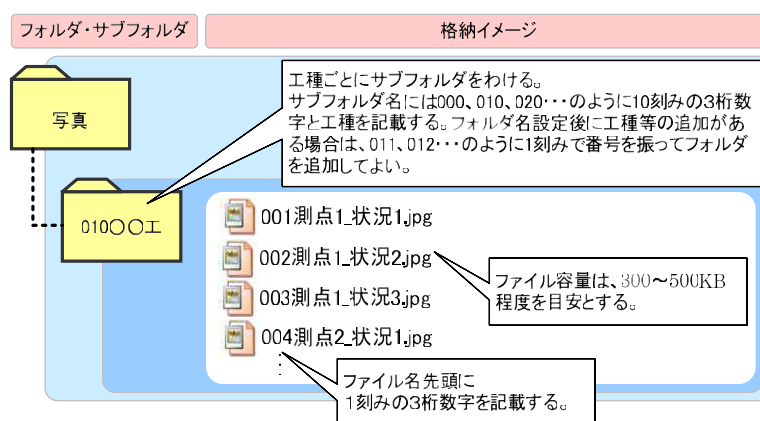 フォルダ・サブフォルダ
格納イメージ
写真
工種ごとにサブフォルダをわける。
サブフォルダ名には000、010、020・・・のように10刻みの3桁数
字と工種を記載する。フォルダ名設定後に工種等の追加があ
る場合は、011、012・・・のように1刻みで番号を振ってフォルダ
を追加してよい。
010〇〇工
001測点1_状況1.jpg
002測点1_状況2.jpg
003測点1_状況3.jpg
004測点2_状況1.jpg
ファイル容量は、300～500KB
程度を目安とする。
ファイル名先頭に
1刻みの3桁数字を記載する。